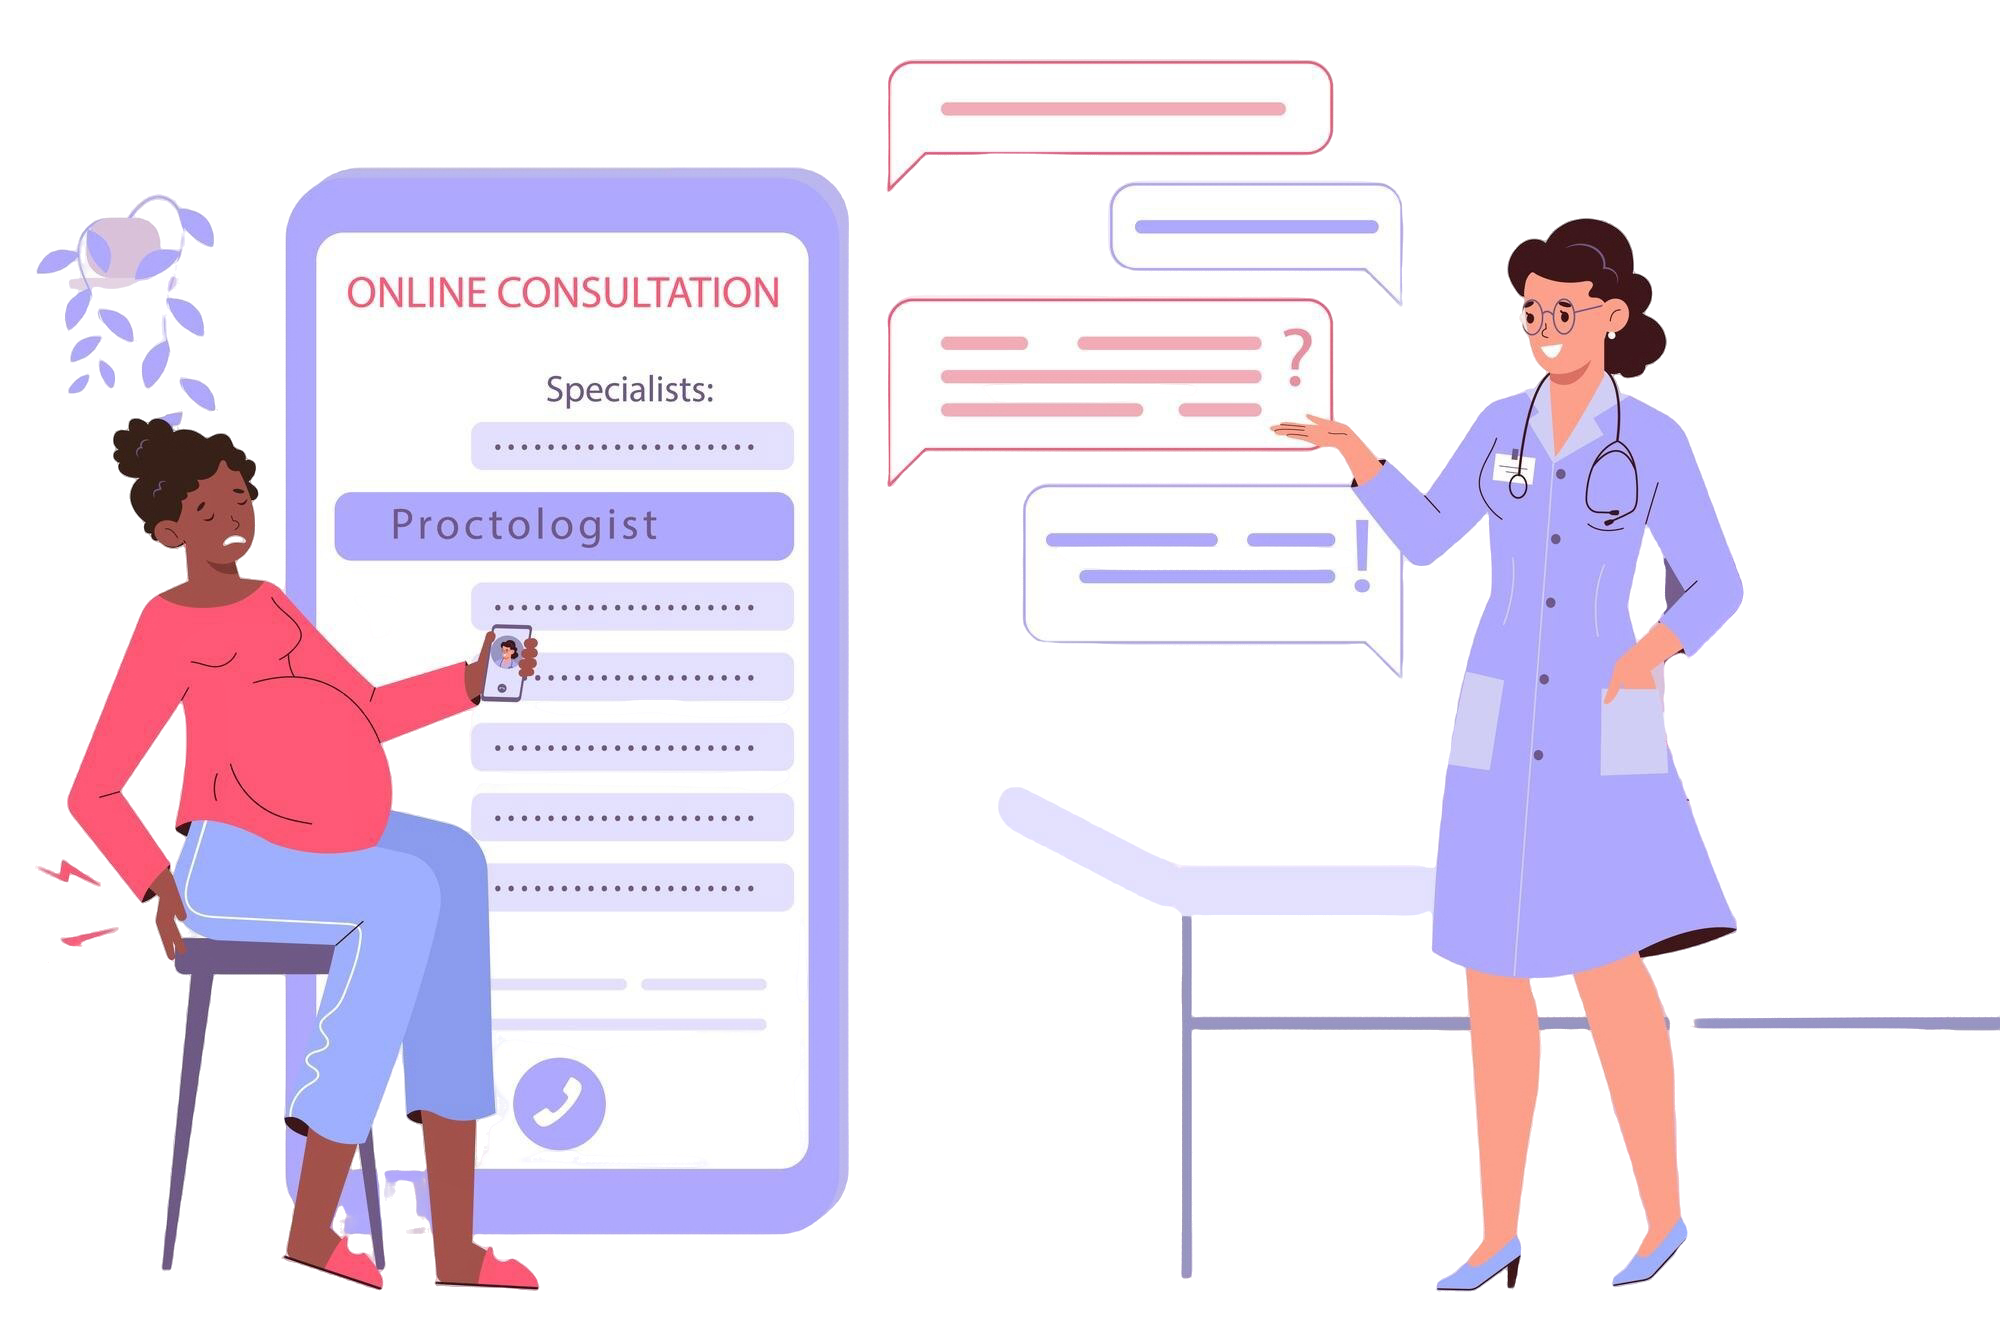 ONLINE CONSULTATION
Specialists:
Proctologist
?
!